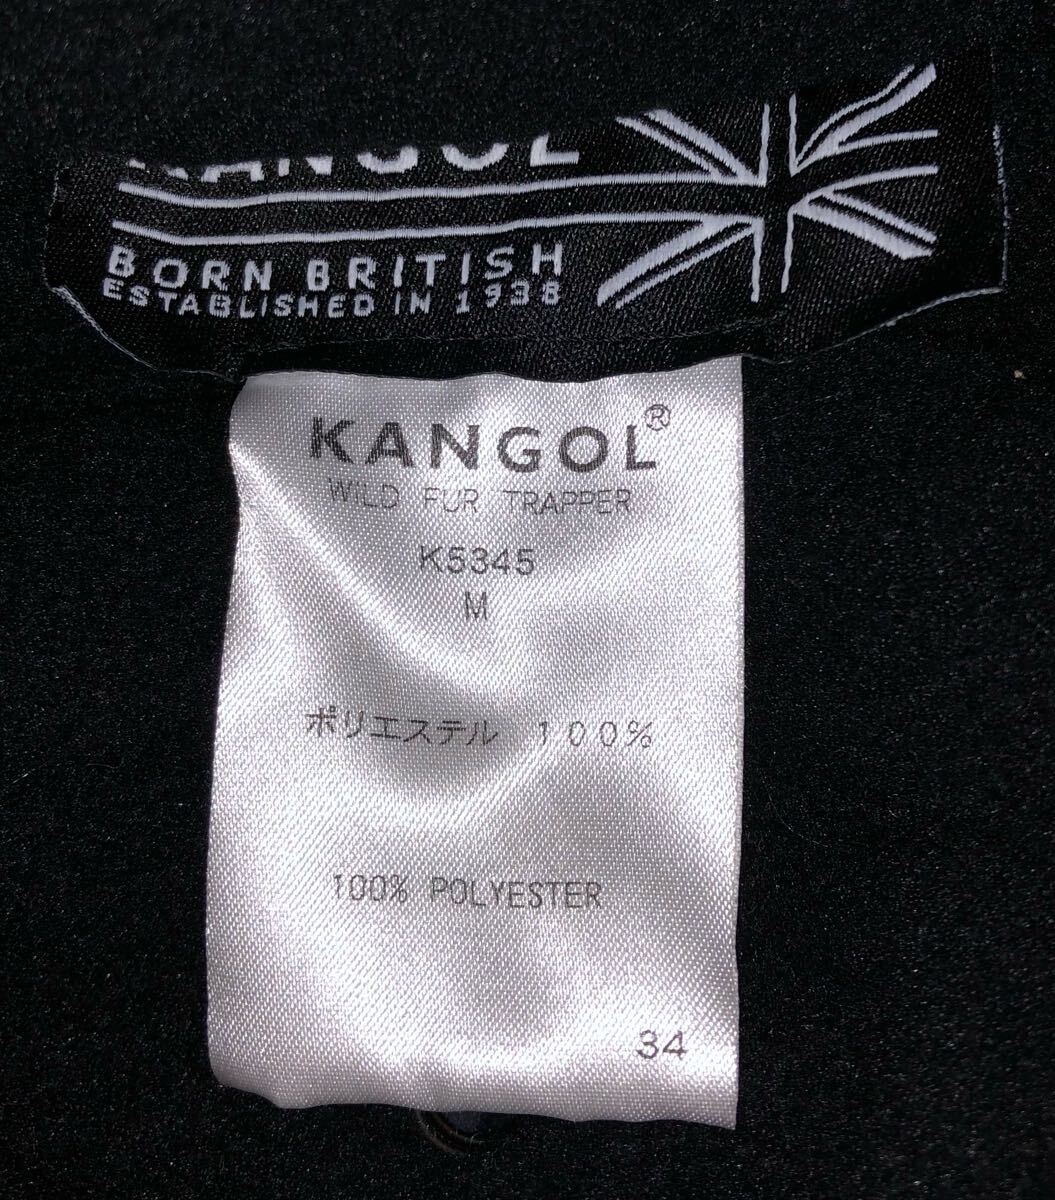 KANGOL
BORN BRITISH
ESTABLISHED IN 1938
KANGOL®
WILD FUR TRAPPER
K5345
M
ポリエステル 100%
100% POLYESTER
34